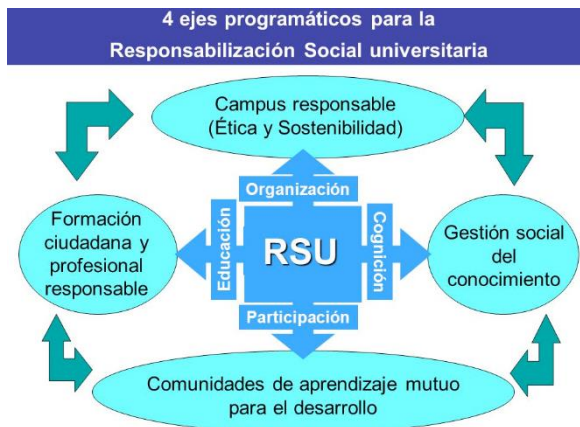 4 ejes programáticos para la
Responsabilización Social universitaria
Campus responsable
(Ética y Sostenibilidad)
Organización
Formación
ciudadana y
profesional
responsable
Educación
RSU
Cognición
Gestión social
del
conocimiento
Participación
Comunidades de aprendizaje mutuo
para el desarrollo